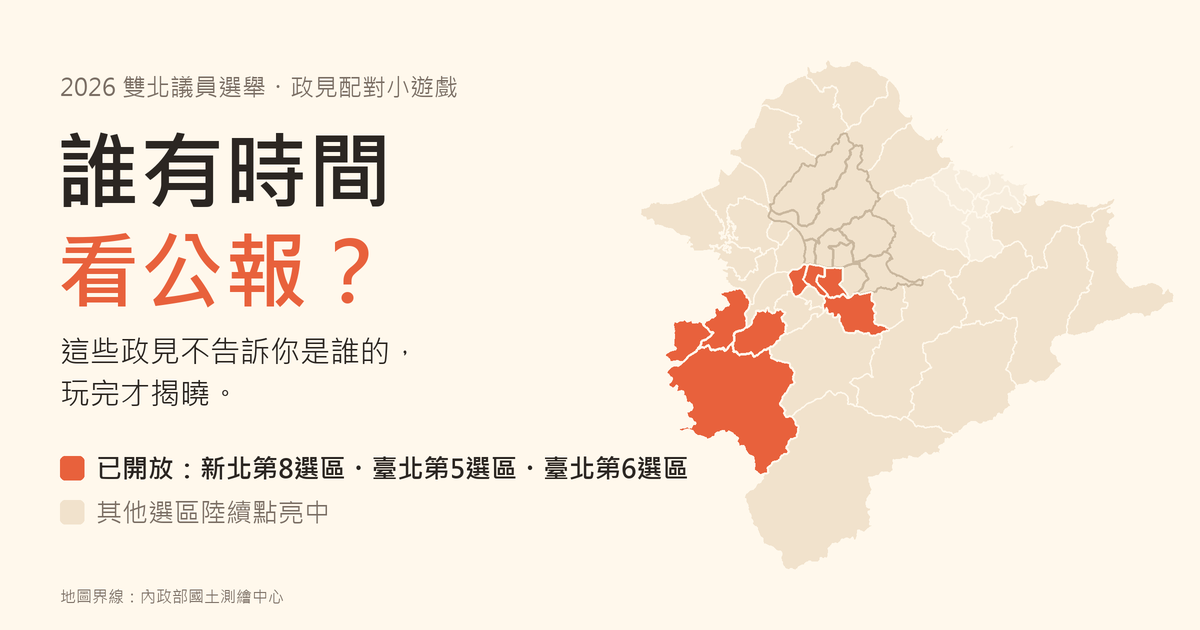 2026 雙北議員選舉・政見配對小遊戲
誰有時間
看公報？
這些政見不告訴你是誰的，
玩完才揭曉。
已開放：新北第8選區・臺北第5選區・臺北第6選區
其他選區陸續點亮中
地圖界線：內政部國土測繪中心